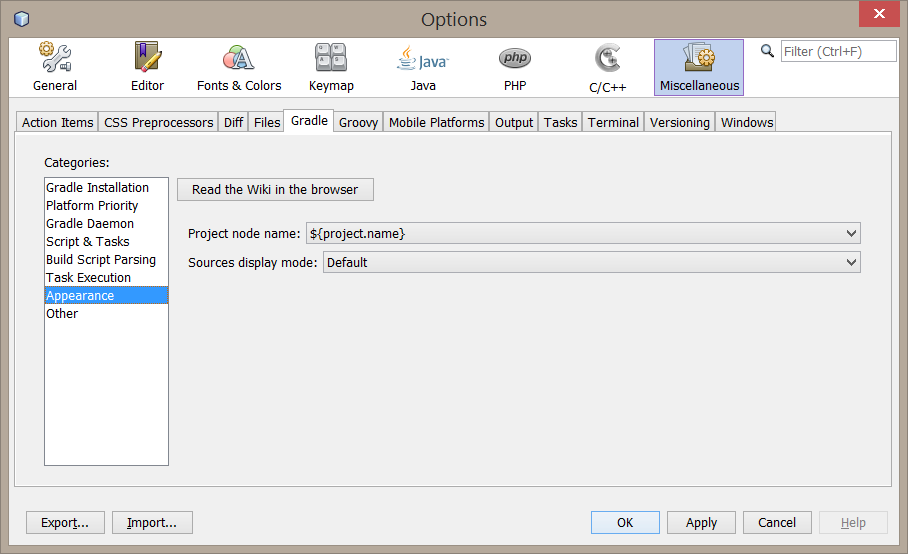 Options
Filter (Ctrl+F)
General
Editor
Fonts & Colors
A W S D
Java
Java
php
PHP
C/C++
Miscellaneous
Action Items CSS Preprocessors Diff Files Gradle Groovy Mobile Platforms Output Tasks Terminal Versioning Windows
Categories:
Gradle Installation
Platform Priority
Gradle Daemon
Script & Tasks
Build Script Parsing
Task Execution
Appearance
Other
Read the Wiki in the browser
Project node name: ${project.name}
Sources display mode: Default
Export... Import... OK Apply Cancel Help